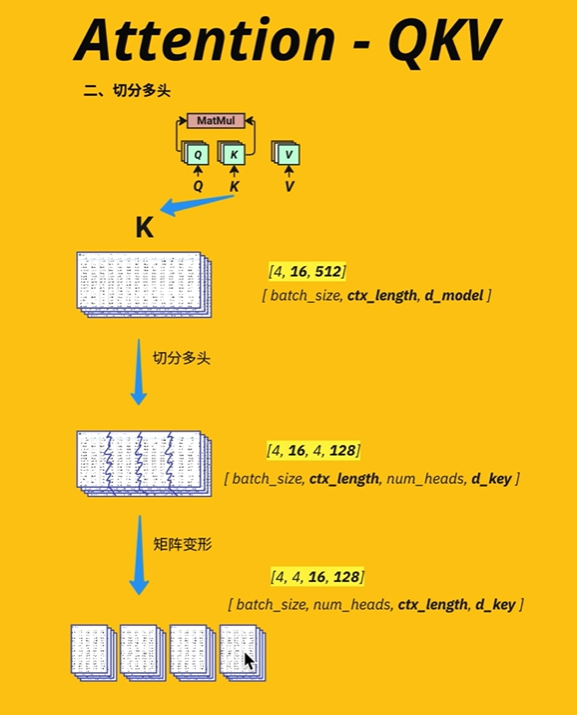 Attention - QKV
二、切分多头
MatMul
Q K V
Q K V
K
[4, 16, 512]
[ batch_size, ctx_length, d_model ]
切分多头
[4, 16, 4, 128]
[ batch_size, ctx_length, num_heads, d_key ]
矩阵变形
[4, 4, 16, 128]
[ batch_size, num_heads, ctx_length, d_key ]